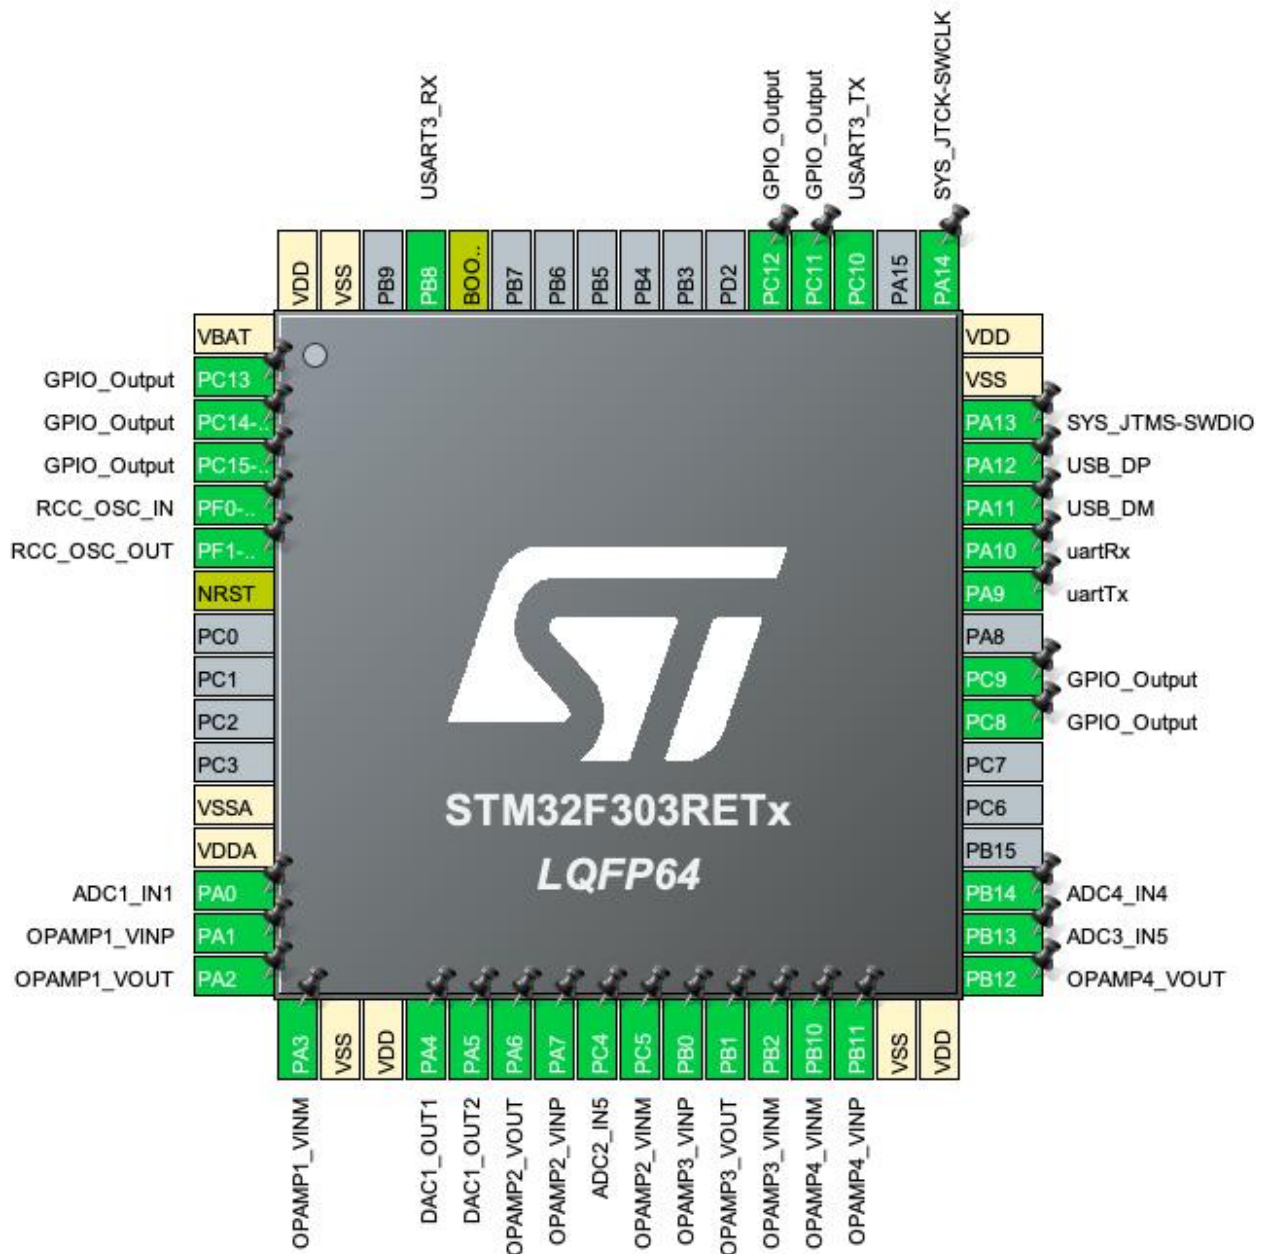 USART3_RX
GPIO_Output
GPIO_Output
USART3_TX
SYS_JTCK-SWCLK
VDD
VSS
PB9
PB8
BOO..
PB7
PB6
PB5
PB4
PB3
PD2
PC12
PC11
PC10
PA15
PA14
VBAT
GPIO_Output PC13
GPIO_Output PC14-..
GPIO_Output PC15-..
RCC_OSC_IN PF0-..
RCC_OSC_OUT PF1-..
NRST
PC0
PC1
PC2
PC3
VSSA
VDDA
ADC1_IN1 PA0
OPAMP1_VINP PA1
OPAMP1_VOUT PA2
ST
STM32F303RETx
LQFP64
VDD
VSS
PA13 SYS_JTMS-SWDIO
PA12 USB_DP
PA11 USB_DM
PA10 uartRx
PA9 uartTx
PA8
PC9 GPIO_Output
PC8 GPIO_Output
PC7
PC6
PB15
PB14 ADC4_IN4
PB13 ADC3_IN5
PB12 OPAMP4_VOUT
PA3
VSS
VDD
PA4
PA5
PA6
PA7
PC4
PC5
PB0
PB1
PB2
PB10
PB11
VSS
VDD
OPAMP1_VINM
DAC1_OUT1
DAC1_OUT2
OPAMP2_VOUT
OPAMP2_VINP
ADC2_IN5
OPAMP2_VINM
OPAMP3_VINP
OPAMP3_VOUT
OPAMP3_VINM
OPAMP4_VINM
OPAMP4_VINP